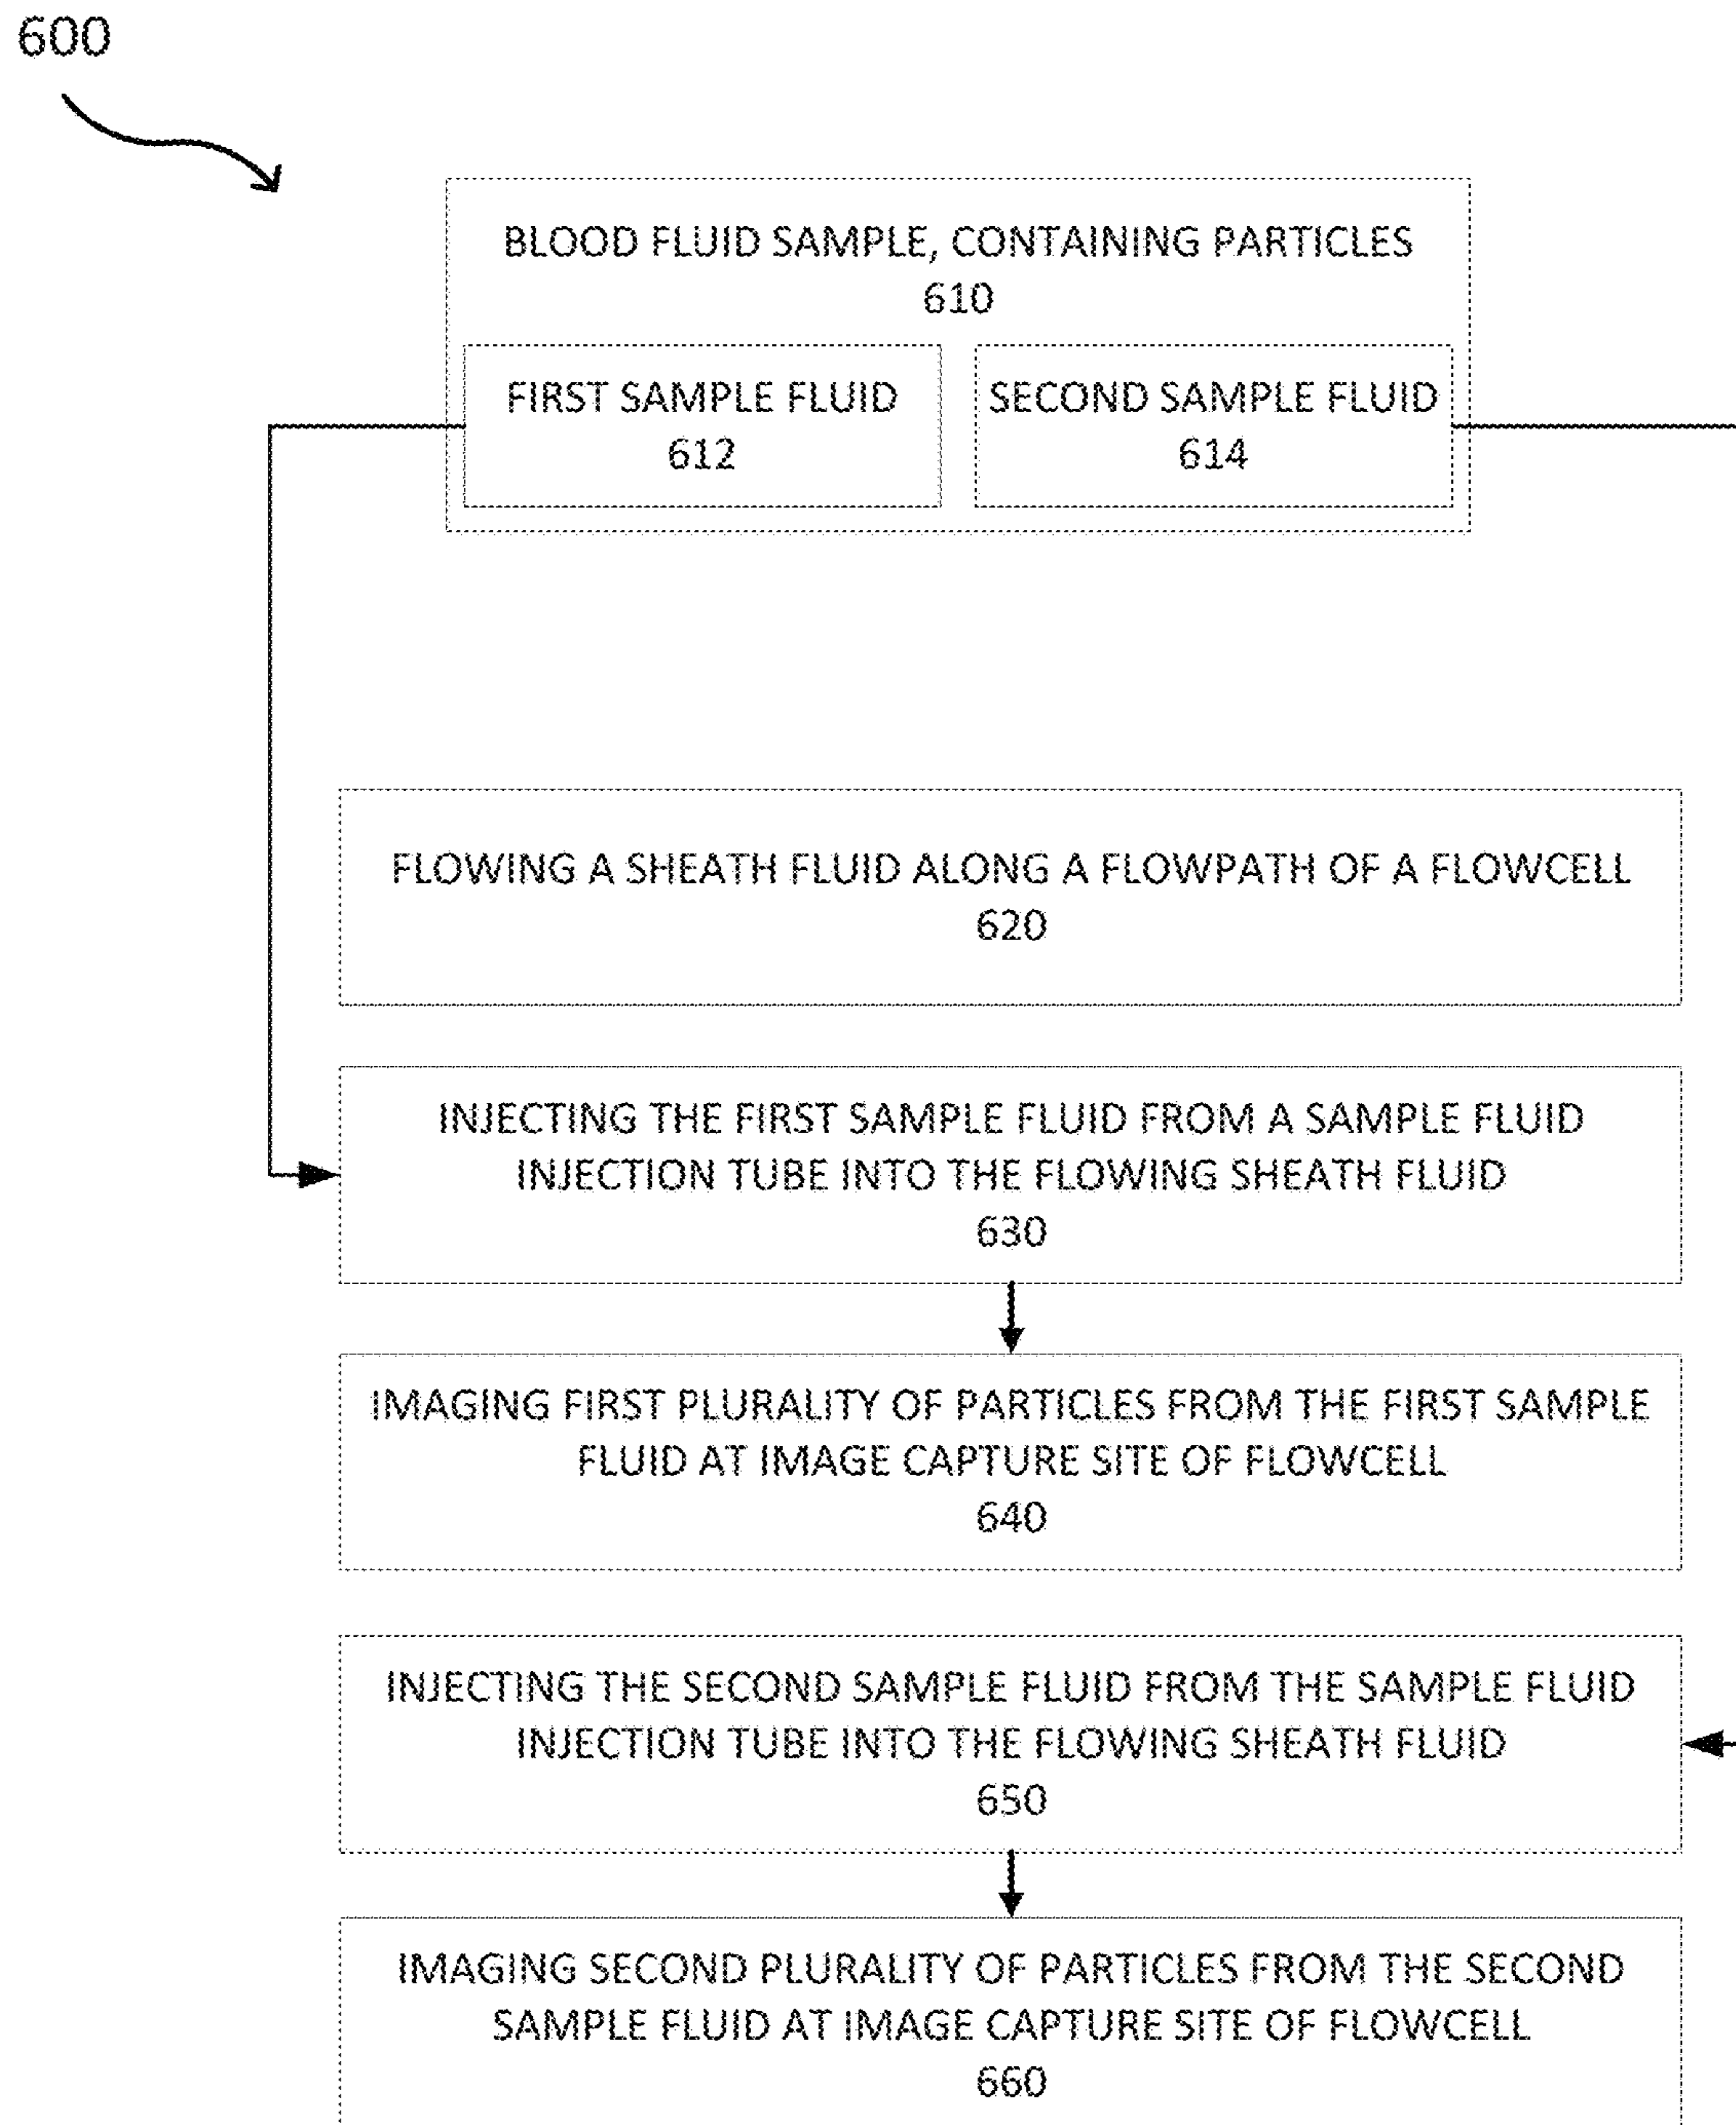 600
BLOOD FLUID SAMPLE, CONTAINING PARTICLES
610
FIRST SAMPLE FLUID
612
SECOND SAMPLE FLUID
614
FLOWING A SHEATH FLUID ALONG A FLOWPATH OF A FLOWCELL
620
INJECTING THE FIRST SAMPLE FLUID FROM A SAMPLE FLUID
INJECTION TUBE INTO THE FLOWING SHEATH FLUID
630
IMAGING FIRST PLURALITY OF PARTICLES FROM THE FIRST SAMPLE
FLUID AT IMAGE CAPTURE SITE OF FLOWCELL
640
INJECTING THE SECOND SAMPLE FLUID FROM THE SAMPLE FLUID
INJECTION TUBE INTO THE FLOWING SHEATH FLUID
650
IMAGING SECOND PLURALITY OF PARTICLES FROM THE SECOND
SAMPLE FLUID AT IMAGE CAPTURE SITE OF FLOWCELL
660